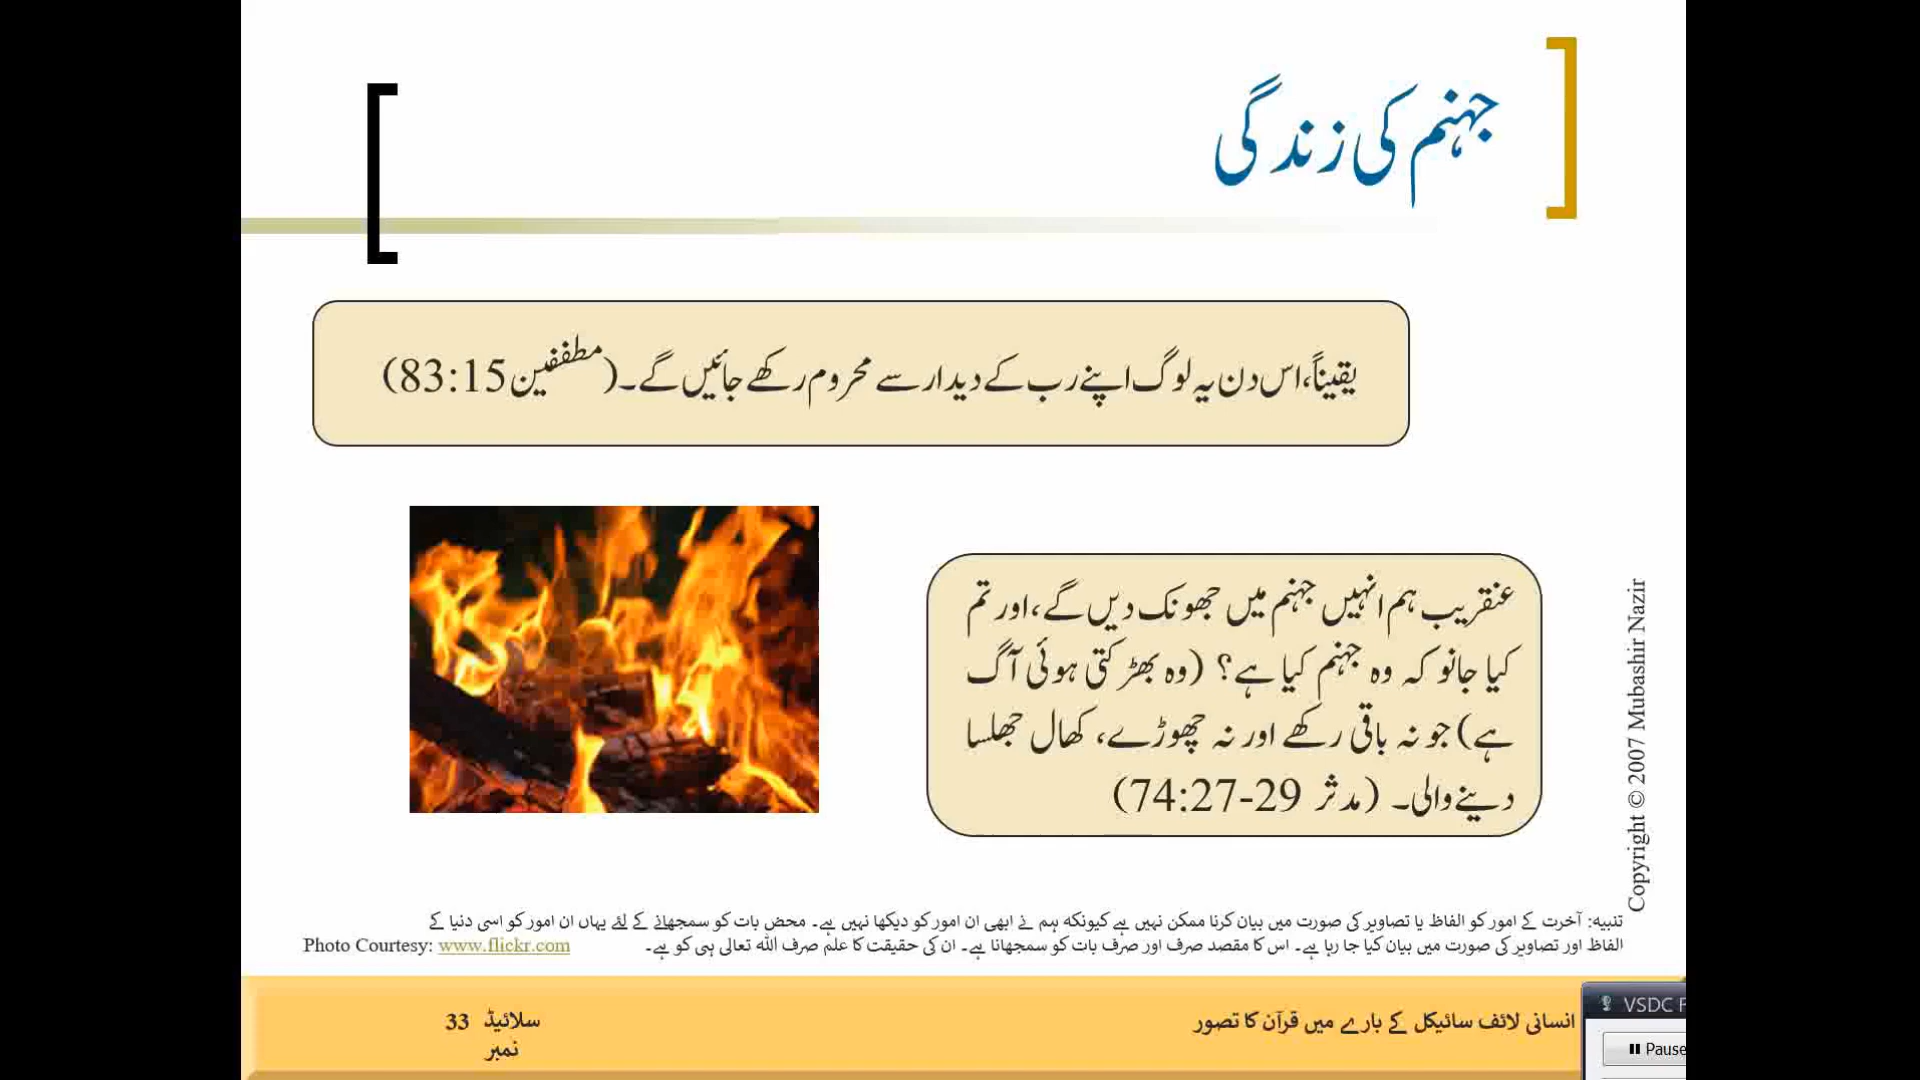 جہنم کی زندگی
یقیناً، اس دن یہ لوگ اپنے رب کے دیدار سے محروم رکھے جائیں گے۔ (مطففین 83:15)
عنقریب ہم انہیں جہنم میں جھونک دیں گے، اور تم
کیا جانو کہ وہ جہنم کیا ہے؟ (وہ بھڑکتی ہوئی آگ
ہے) جو نہ باقی رکھے اور نہ چھوڑے، کھال جھلسا
دینے والی۔ (مدثر 29-74:27)
Copyright © 2007 Mubashir Nazir
تنبیہ: آخرت کے امور کو الفاظ یا تصاویر کی صورت میں بیان کرنا ممکن نہیں ہے کیونکہ ہم نے ابھی ان امور کو دیکھا نہیں ہے۔ محض بات کو سمجھانے کے لئے یہاں ان امور کو اسی دنیا کے
الفاظ اور تصاویر کی صورت میں بیان کیا جا رہا ہے۔ اس کا مقصد صرف اور صرف بات کو سمجھانا ہے۔ ان کی حقیقت کا علم صرف اللہ تعالی ہی کو ہے۔
Photo Courtesy: www.flickr.com
انسانی لائف سائیکل کے بارے میں قرآن کا تصور
سلائیڈ 33
نمبر
VSDC F
Pause